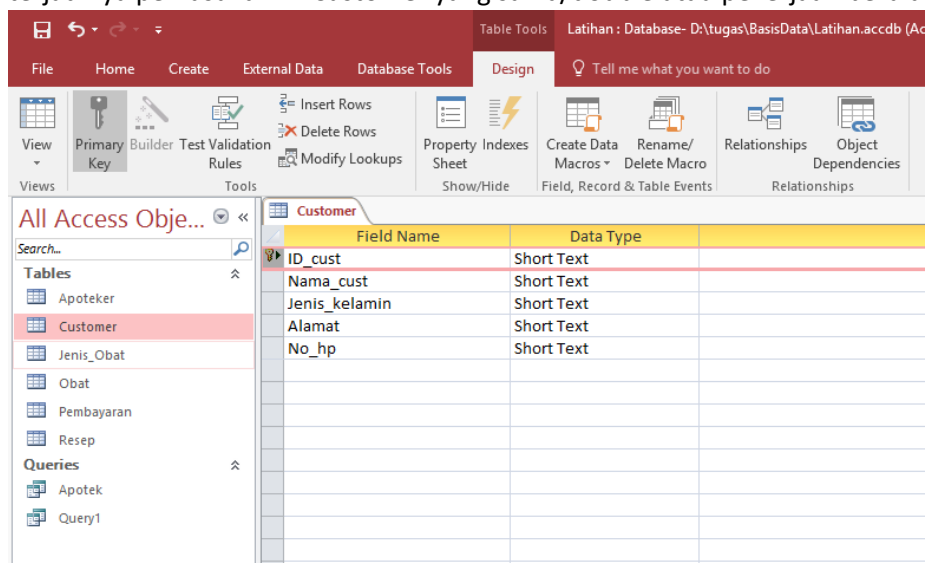 Table Tools Latihan : Database- D:\tugas\BasisData\Latihan.accdb (Ac
File Home Create External Data Database Tools Design Tell me what you want to do
View Primary Key Builder Test Validation Rules Insert Rows Delete Rows Modify Lookups Property Sheet Indexes Create Data Macros Rename/ Delete Macro Relationships Object Dependencies
Views Tools Show/Hide Field, Record & Table Events Relationships
All Access Obje... «
Customer
Search...
Field Name Data Type
Tables
Apoteker
Customer
Jenis_Obat
Obat
Pembayaran
Resep
Queries
Apotek
Query1
ID_cust Short Text
Nama_cust Short Text
Jenis_kelamin Short Text
Alamat Short Text
No_hp Short Text